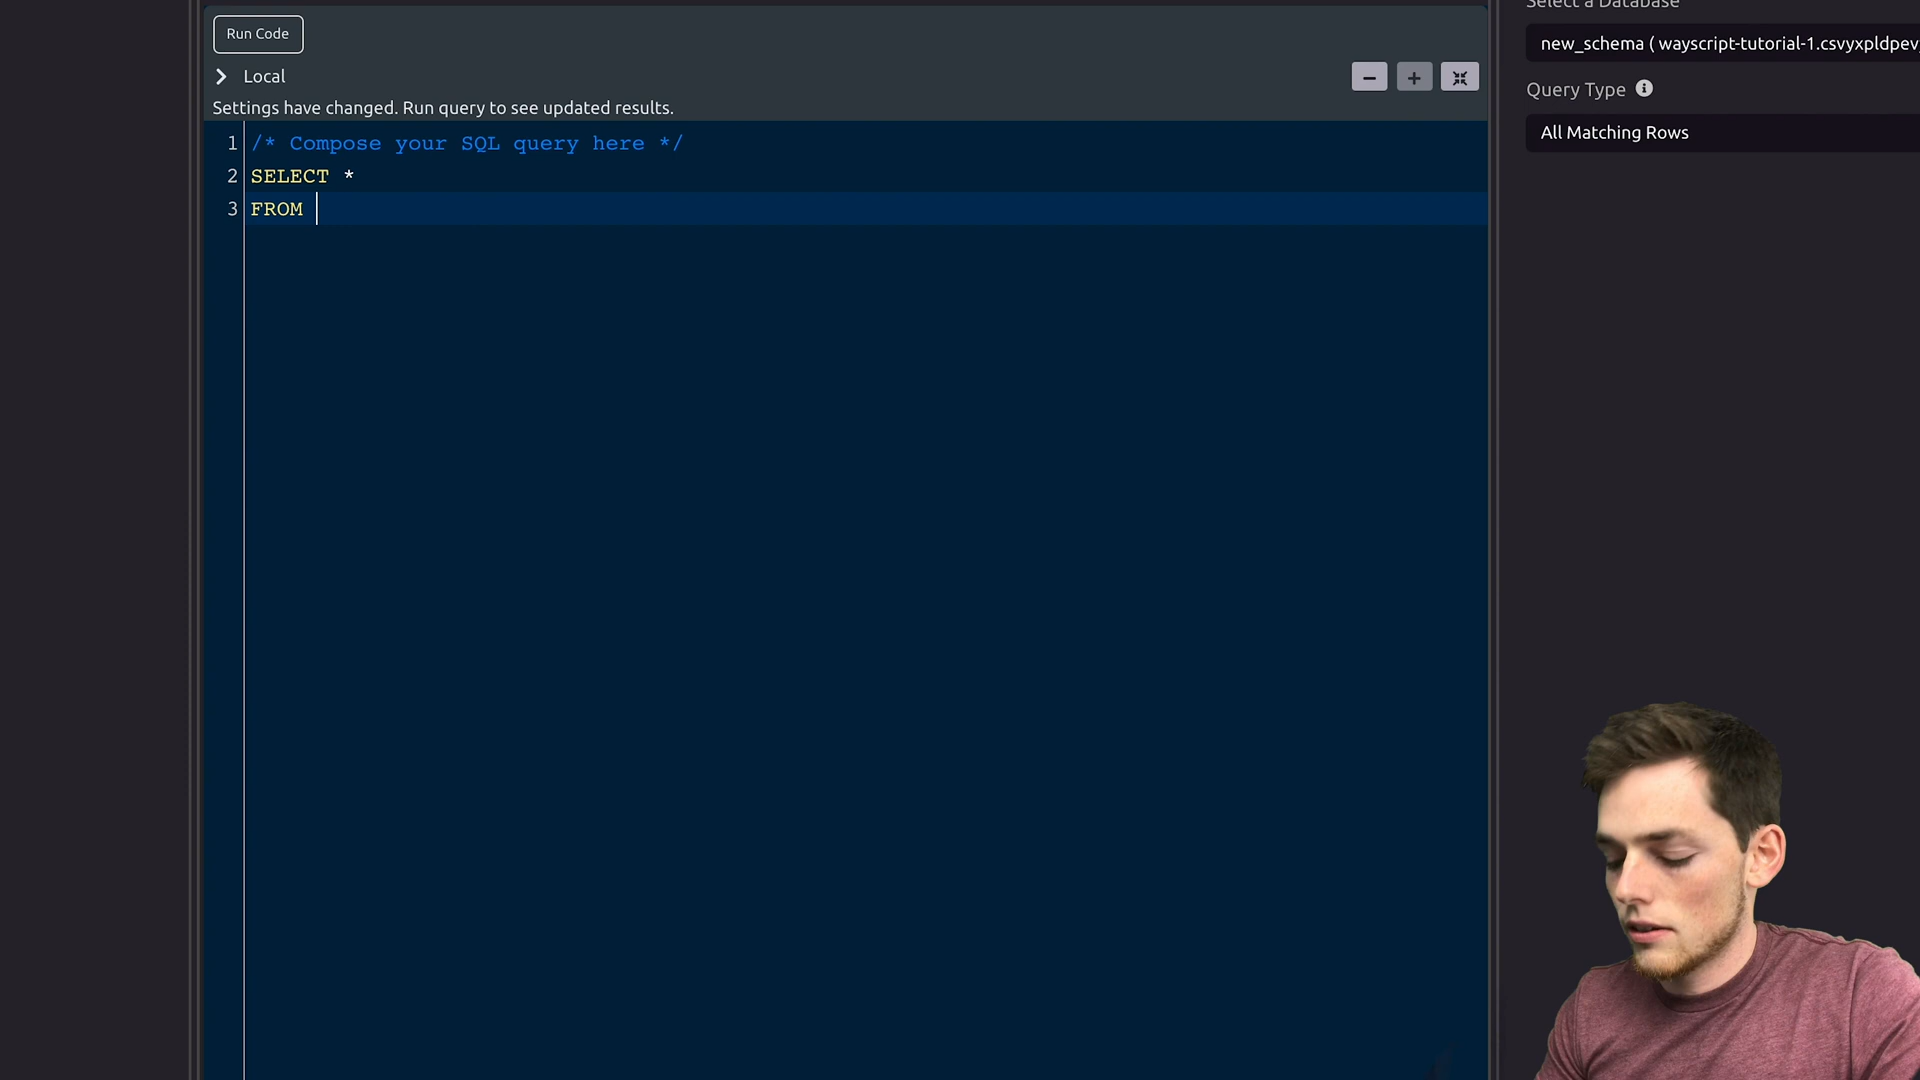 Run Code
Local
Settings have changed. Run query to see updated results.
1 /* Compose your SQL query here */
2 SELECT *
3 FROM
Select a Database
new_schema ( wayscript-tutorial-1.csvyxpldpev
Query Type
All Matching Rows